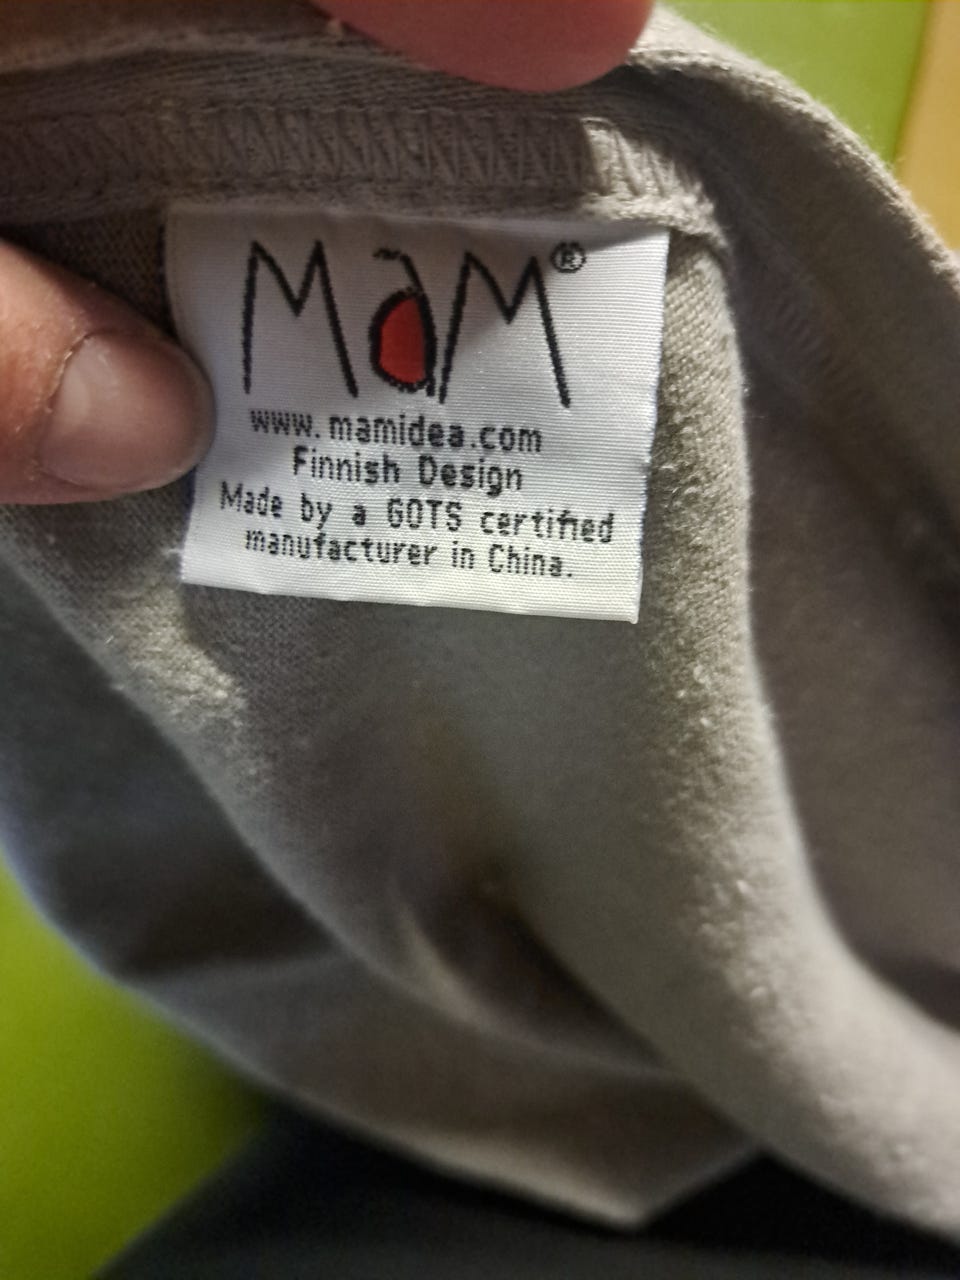 MaM®
www.mamidea.com
Finnish Design
Made by a GOTS certified
manufacturer in China.